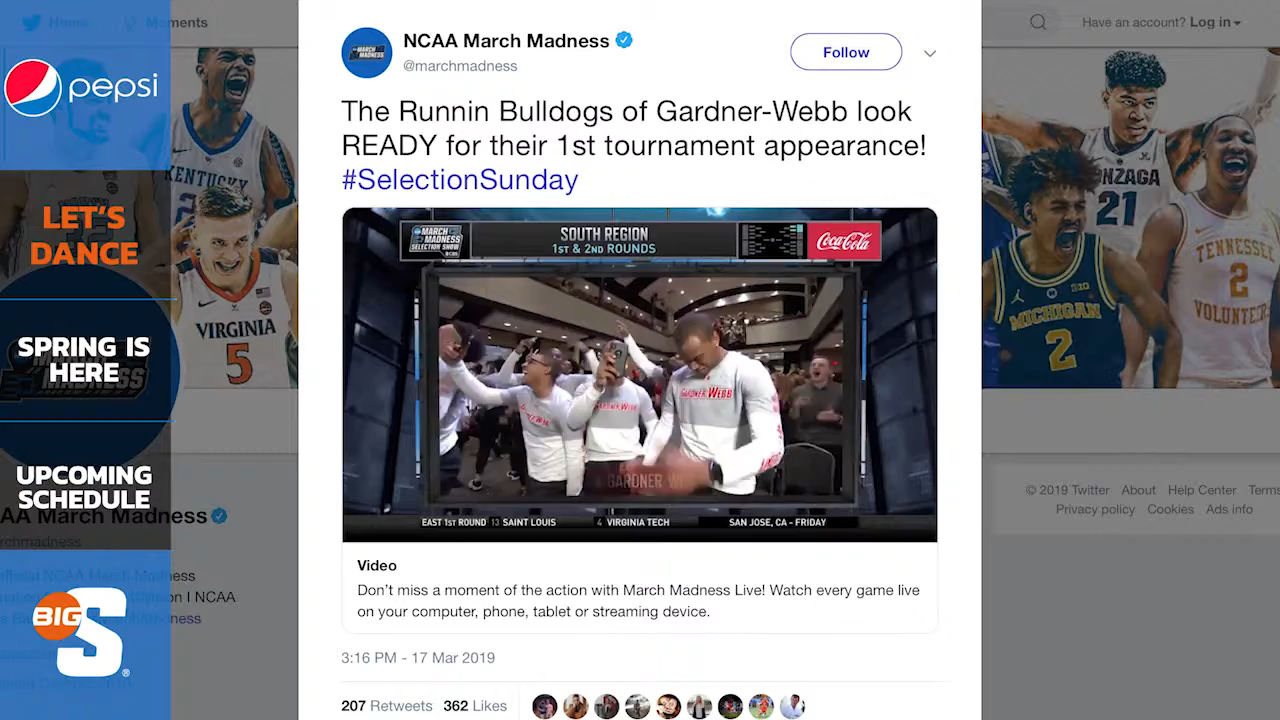 Home
Moments
Have an account? Log in
pepsi
LET'S
DANCE
SPRING IS
HERE
UPCOMING
SCHEDULE
BIG
S
®
NCAA March Madness
@marchmadness
Follow
The Runnin Bulldogs of Gardner-Webb look
READY for their 1st tournament appearance!
#SelectionSunday
MARCH
MADNESS
SELECTION SHOW
SOUTH REGION
1ST & 2ND ROUNDS
Coca-Cola
GARDNER WEBB
GARDNER WEBB
EAST 1ST ROUND 13 SAINT LOUIS 4 VIRGINIA TECH SAN JOSE, CA - FRIDAY
Video
Don't miss a moment of the action with March Madness Live! Watch every game live
on your computer, phone, tablet or streaming device.
3:16 PM - 17 Mar 2019
207 Retweets 362 Likes
KENTUCKY
VIRGINIA
5
GONZAGA
21
MICHIGAN
2
TENNESSEE
2
VOLUNTEERS
© 2019 Twitter About Help Center Terms
Privacy policy Cookies Ads info
AA March Madness